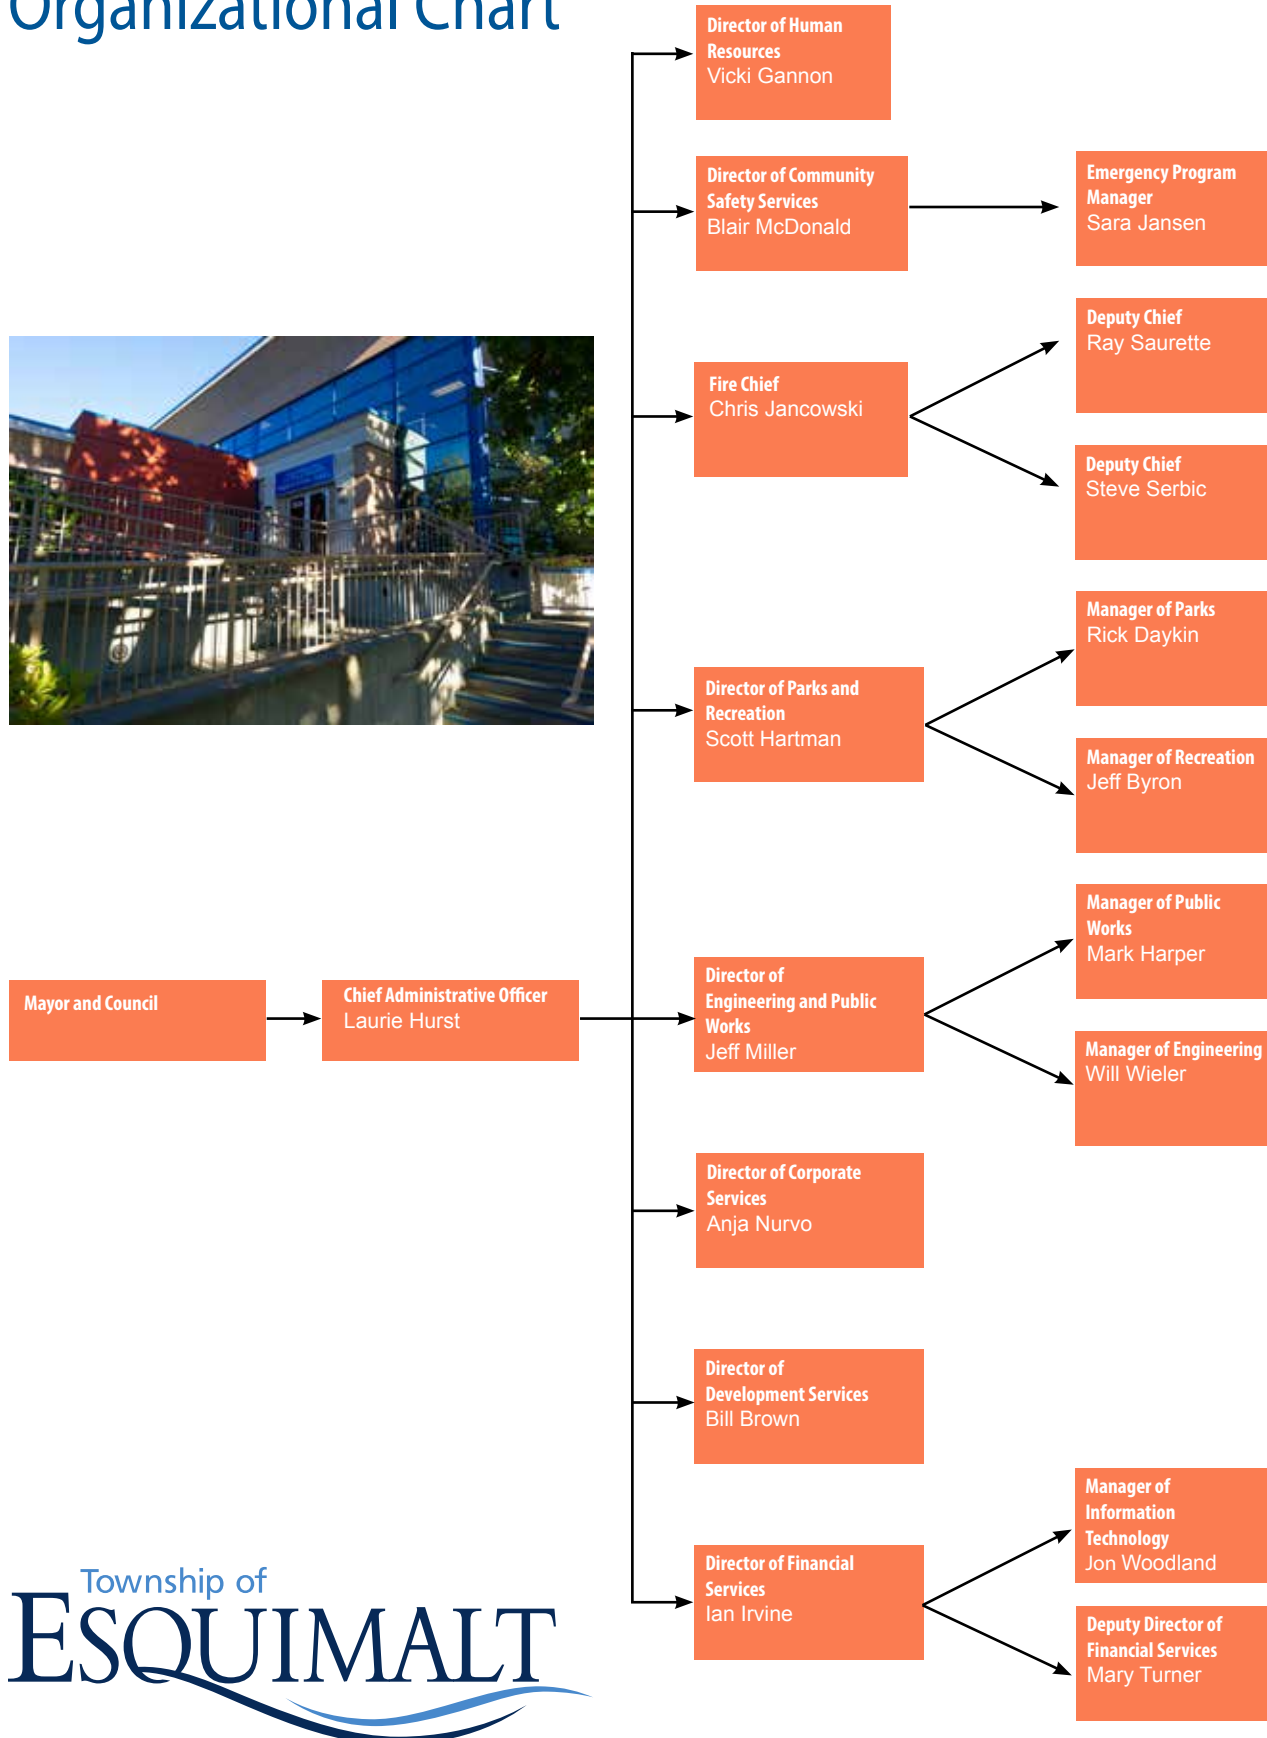 Organizational Chart
Director of Human
Resources
Vicki Gannon
Director of Community
Safety Services
Blair McDonald
Emergency Program
Manager
Sara Jansen
Fire Chief
Chris Jancowski
Deputy Chief
Ray Saurette
Deputy Chief
Steve Serbic
Director of Parks and
Recreation
Scott Hartman
Manager of Parks
Rick Daykin
Manager of Recreation
Jeff Byron
Mayor and Council
Chief Administrative Officer
Laurie Hurst
Director of
Engineering and Public
Works
Jeff Miller
Manager of Public
Works
Mark Harper
Manager of Engineering
Will Wieler
Director of Corporate
Services
Anja Nurvo
Director of
Development Services
Bill Brown
Director of Financial
Services
Ian Irvine
Manager of
Information
Technology
Jon Woodland
Deputy Director of
Financial Services
Mary Turner
Township of
ESQUIMALT